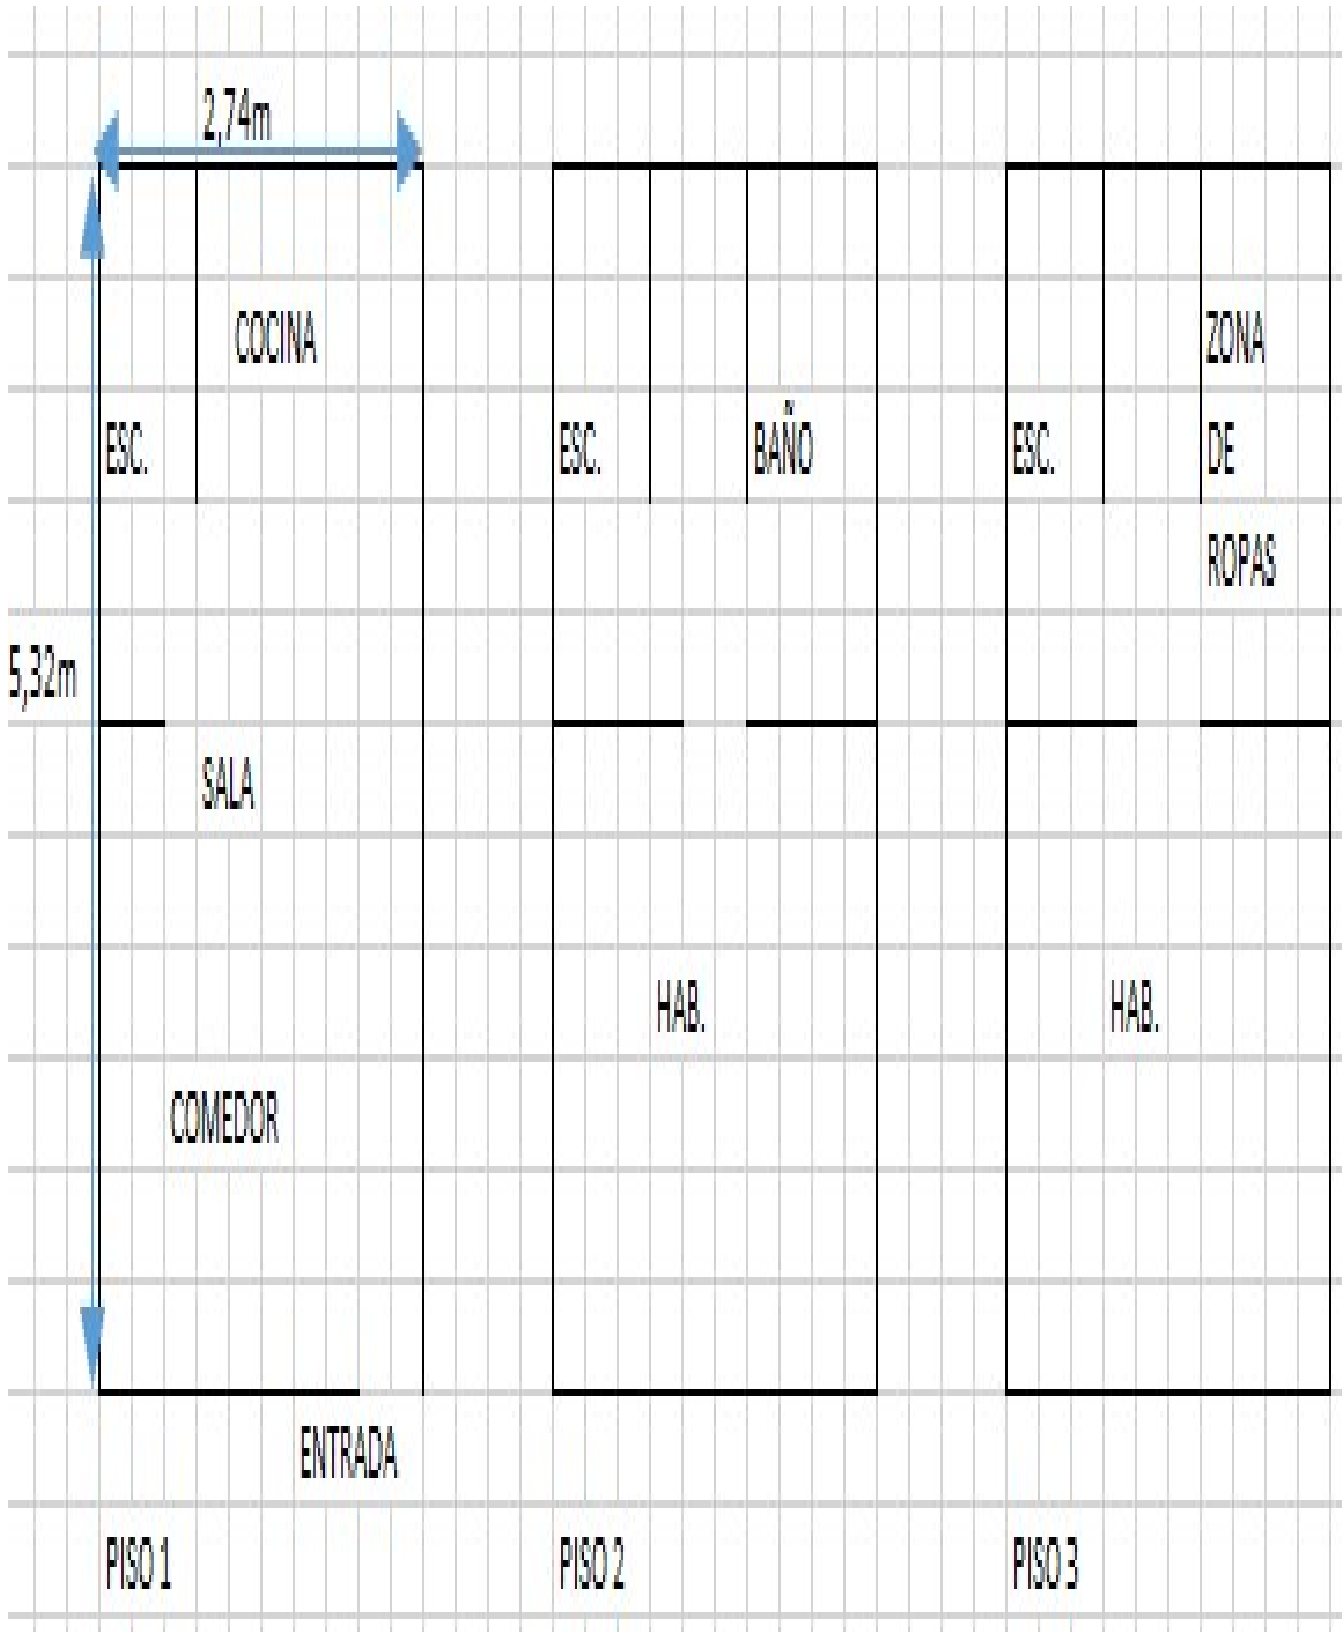 2,74m
COCINA
ESC.
5,32m
SALA
COMEDOR
ENTRADA
PISO 1
ESC.
BAÑO
HAB.
PISO 2
ESC.
ZONA
DE
ROPAS
HAB.
PISO 3